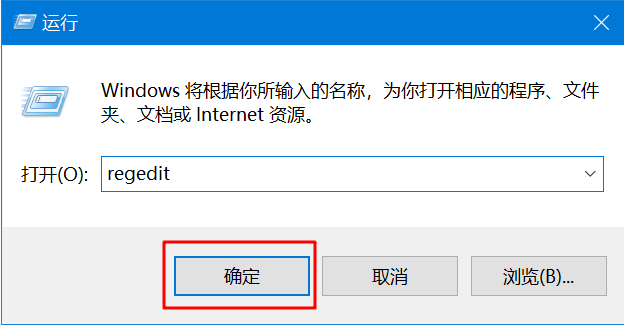 运行
Windows 将根据你所输入的名称，为你打开相应的程序、文件
夹、文档或 Internet 资源。
打开(O): regedit
确定 取消 浏览(B)...